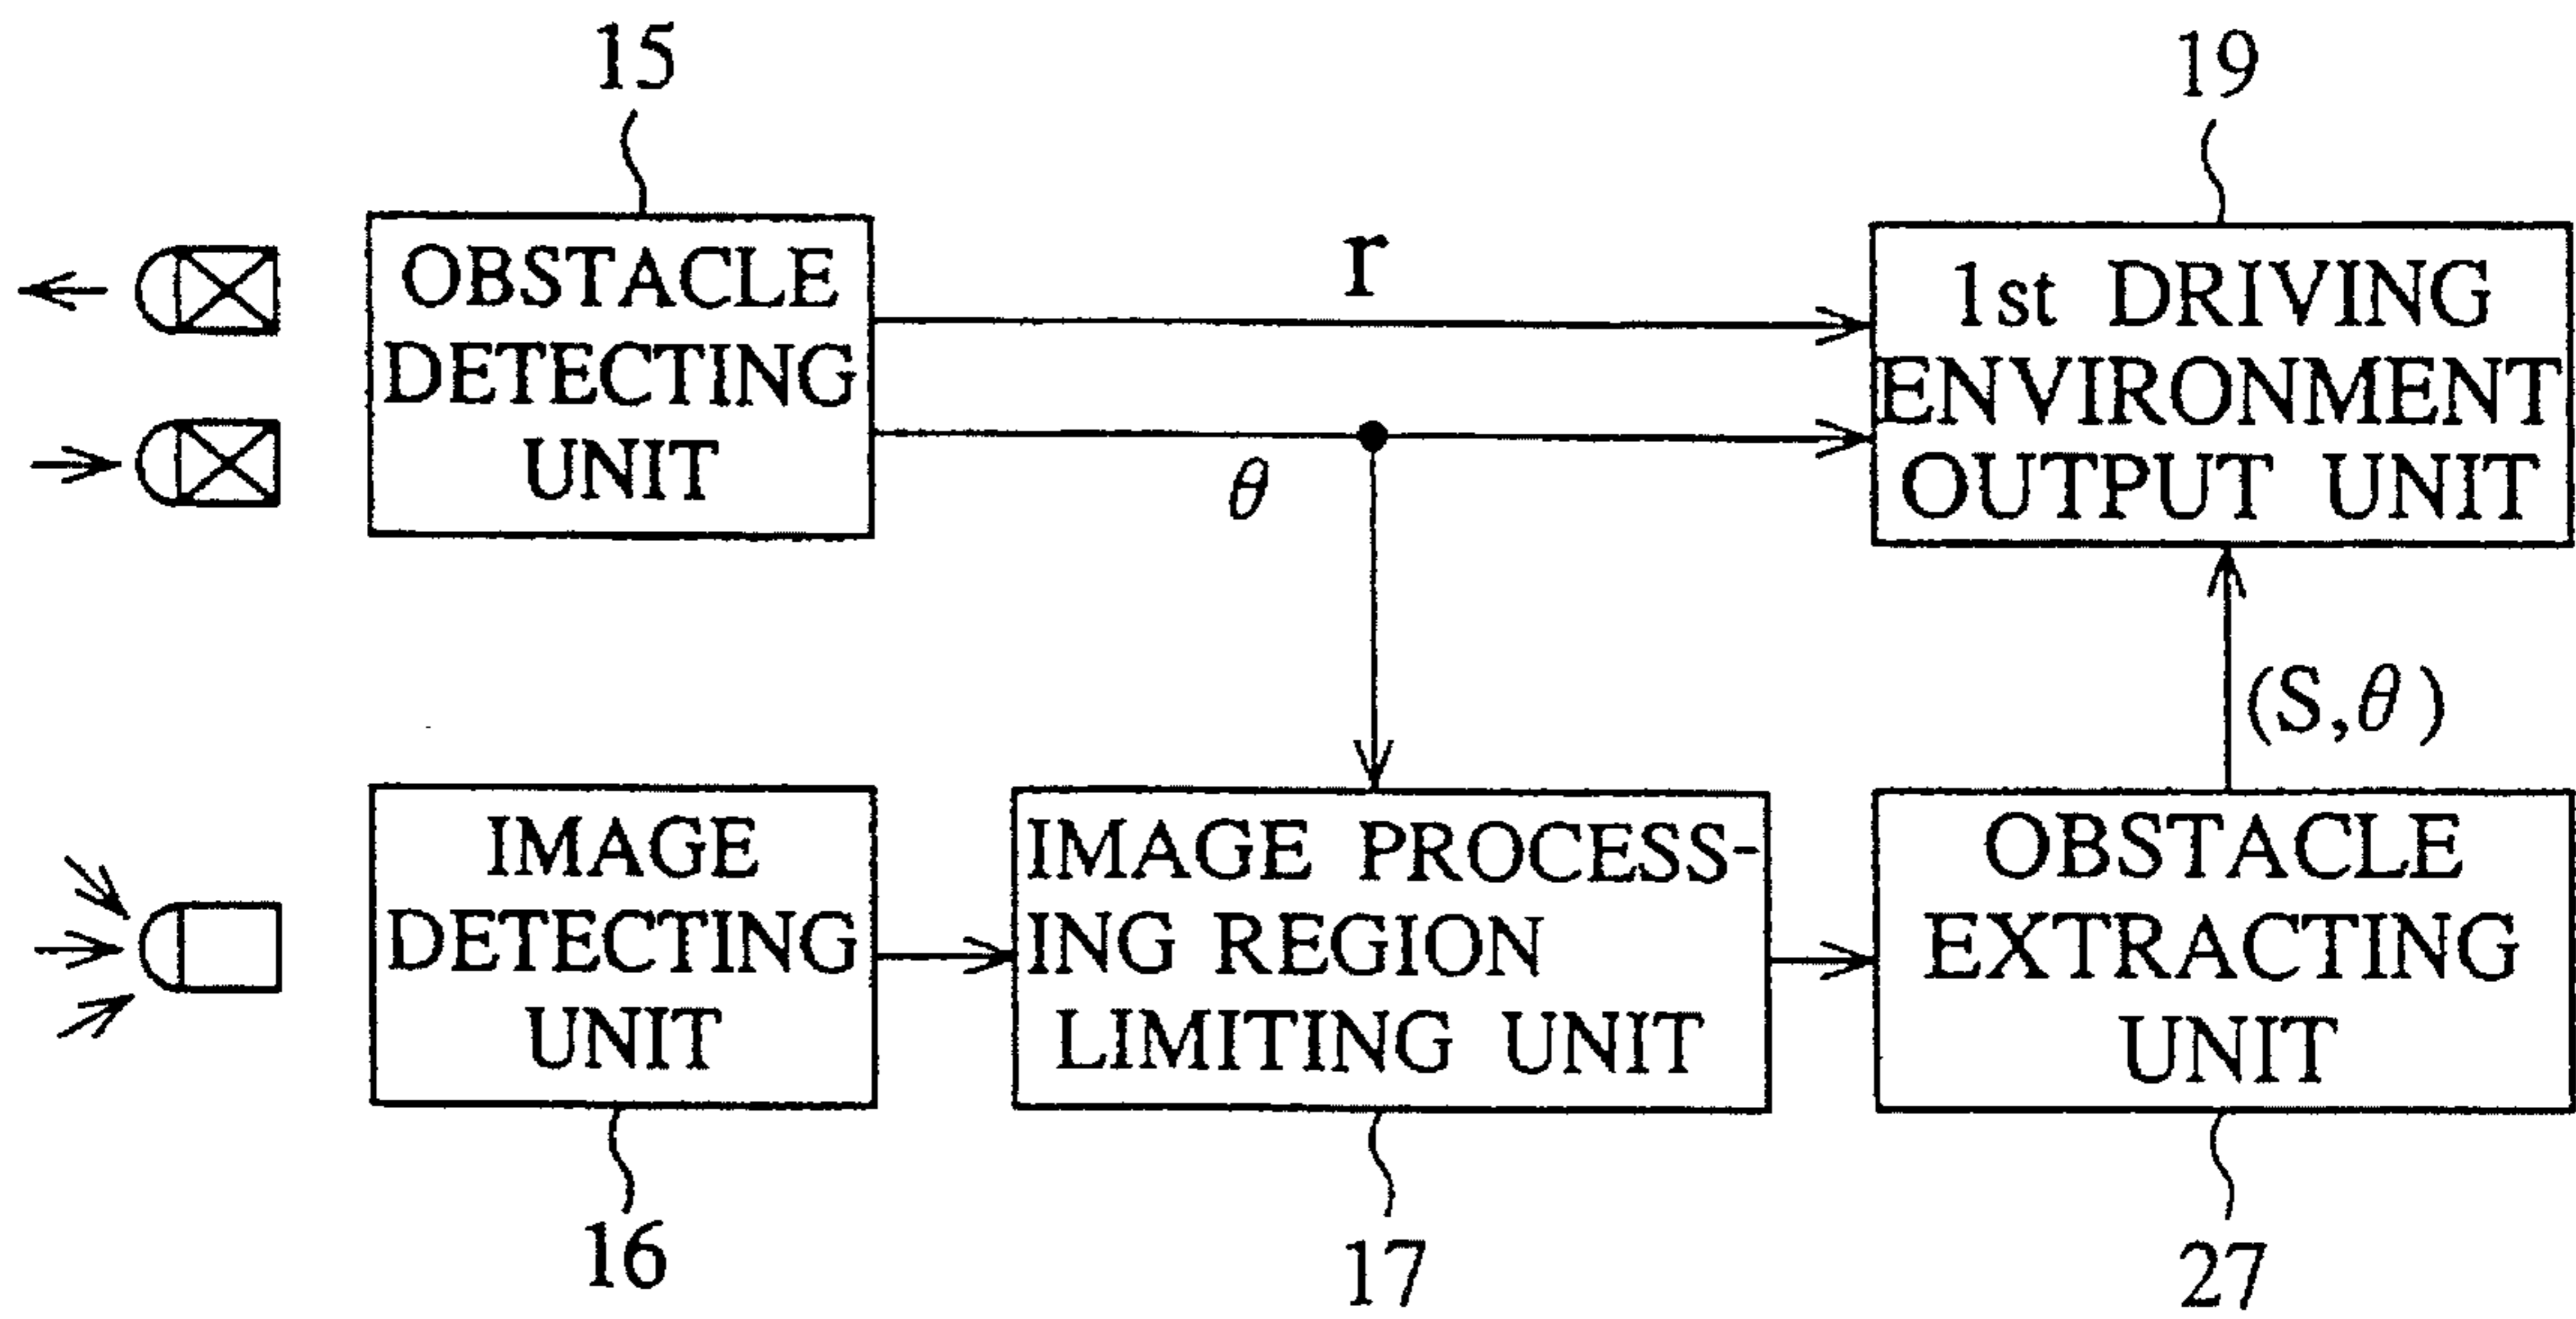 15
19
OBSTACLE
DETECTING
UNIT
r
θ
1st DRIVING
ENVIRONMENT
OUTPUT UNIT
(S,θ)
IMAGE
DETECTING
UNIT
IMAGE PROCESS-
ING REGION
LIMITING UNIT
OBSTACLE
EXTRACTING
UNIT
16
17
27